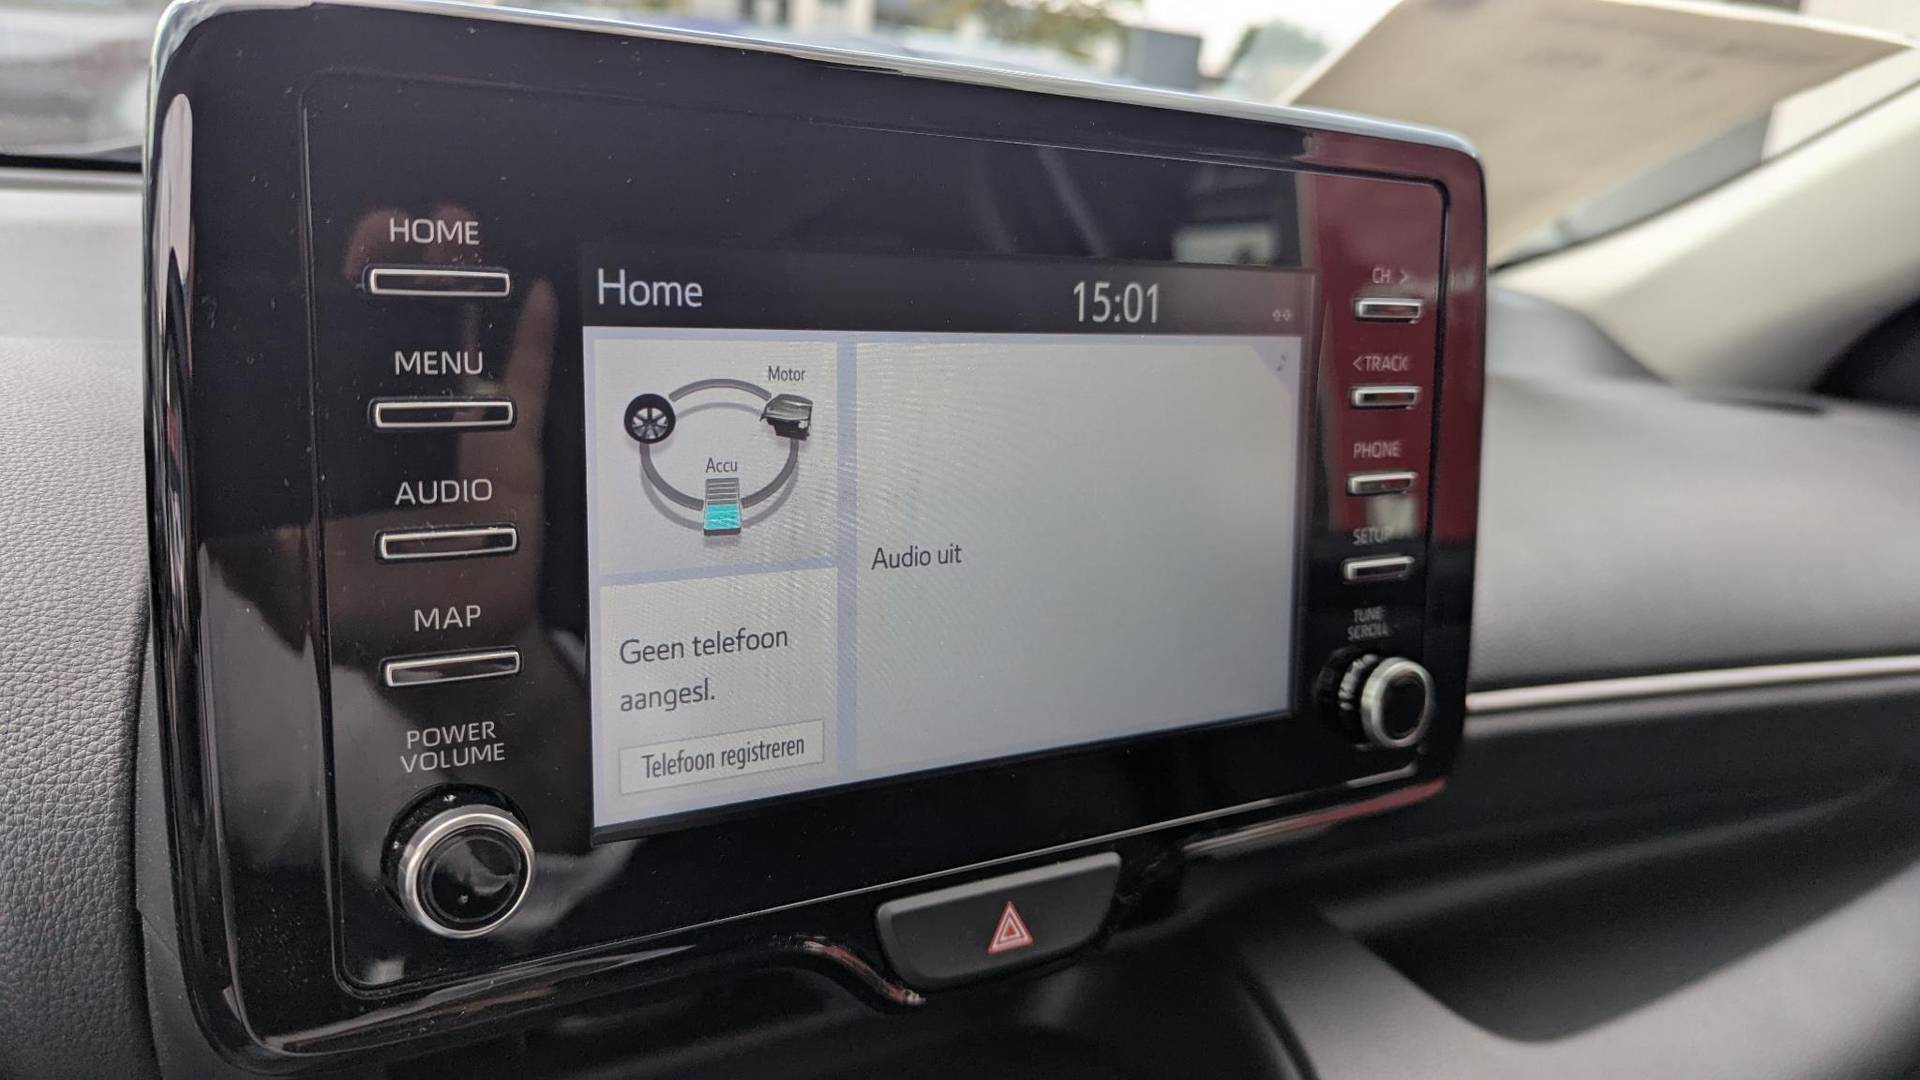 HOME
MENU
AUDIO
MAP
POWER
VOLUME
Home
15:01
Motor
Accu
Geen telefoon
aangesl.
Telefoon registreren
Audio uit
CH >
<TRACK
PHONE
SETUP
TUNE
SCROLL